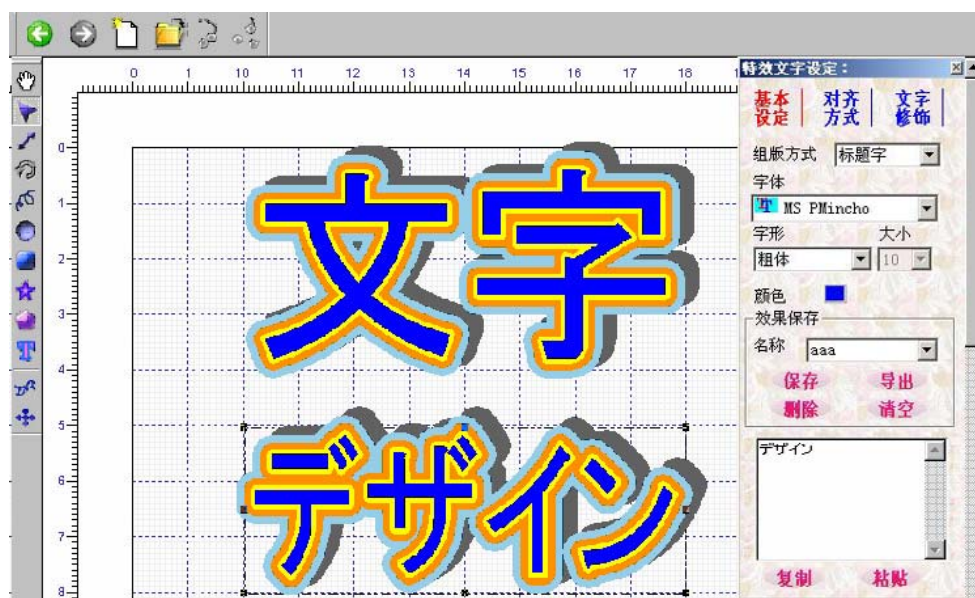 0 1 10 11 12 13 14 15 16 17 18
0
1
2
3
4
5
6
7
8
文字
デザイン
特效文字设定：
基本设定 对齐方式 文字修饰
组版方式 标题字
字体
MS PMincho
字形 大小
粗体 10
颜色
效果保存
名称 aaa
保存 导出
删除 清空
デザイン
复制 粘贴